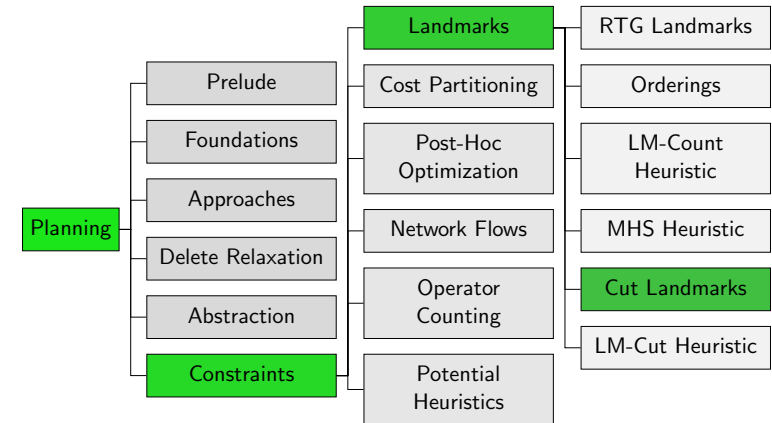 Planning
Prelude
Foundations
Approaches
Delete Relaxation
Abstraction
Constraints
Landmarks
Cost Partitioning
Post-Hoc
Optimization
Network Flows
Operator
Counting
Potential
Heuristics
RTG Landmarks
Orderings
LM-Count
Heuristic
MHS Heuristic
Cut Landmarks
LM-Cut Heuristic